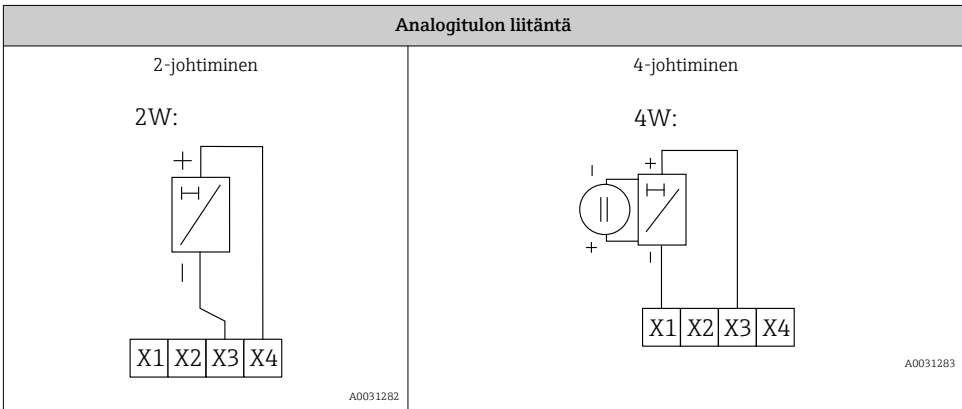 Analogitulon liitäntä
2-johtiminen
2W:
+
−
X1 X2 X3 X4
A0031282
4-johtiminen
4W:
− +
+ −
X1 X2 X3 X4
A0031283